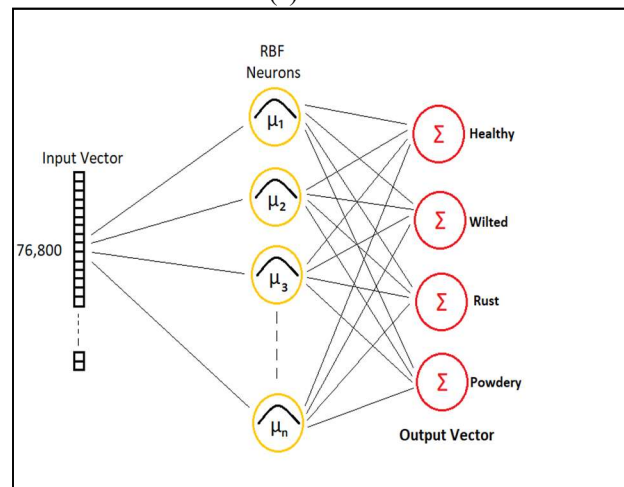 RBF
Neurons
μ1
Input Vector
Σ
Healthy
μ2
Σ
Wilted
76,800
μ3
Σ
Rust
Σ
Powdery
μn
Output Vector